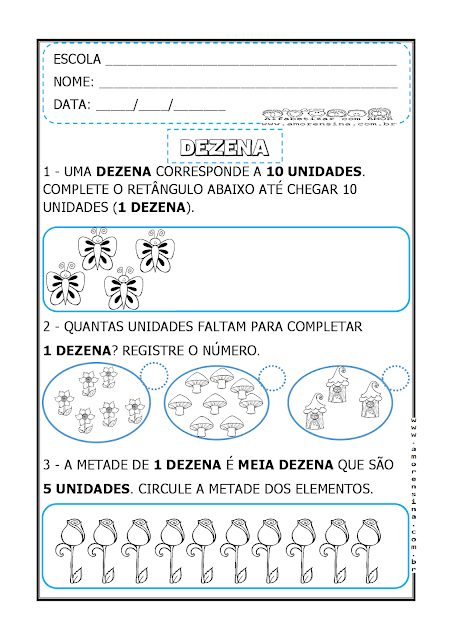 ESCOLA ________________________________________
NOME: _________________________________________
DATA: _____/____/_______
Alfabetizar com AMOR
www.amorensina.com.br
DEZENA
1 - UMA DEZENA CORRESPONDE A 10 UNIDADES.
COMPLETE O RETÂNGULO ABAIXO ATÉ CHEGAR 10
UNIDADES (1 DEZENA).
2 - QUANTAS UNIDADES FALTAM PARA COMPLETAR
1 DEZENA? REGISTRE O NÚMERO.
3 - A METADE DE 1 DEZENA É MEIA DEZENA QUE SÃO
5 UNIDADES. CIRCULE A METADE DOS ELEMENTOS.
www.amorensina.com.br